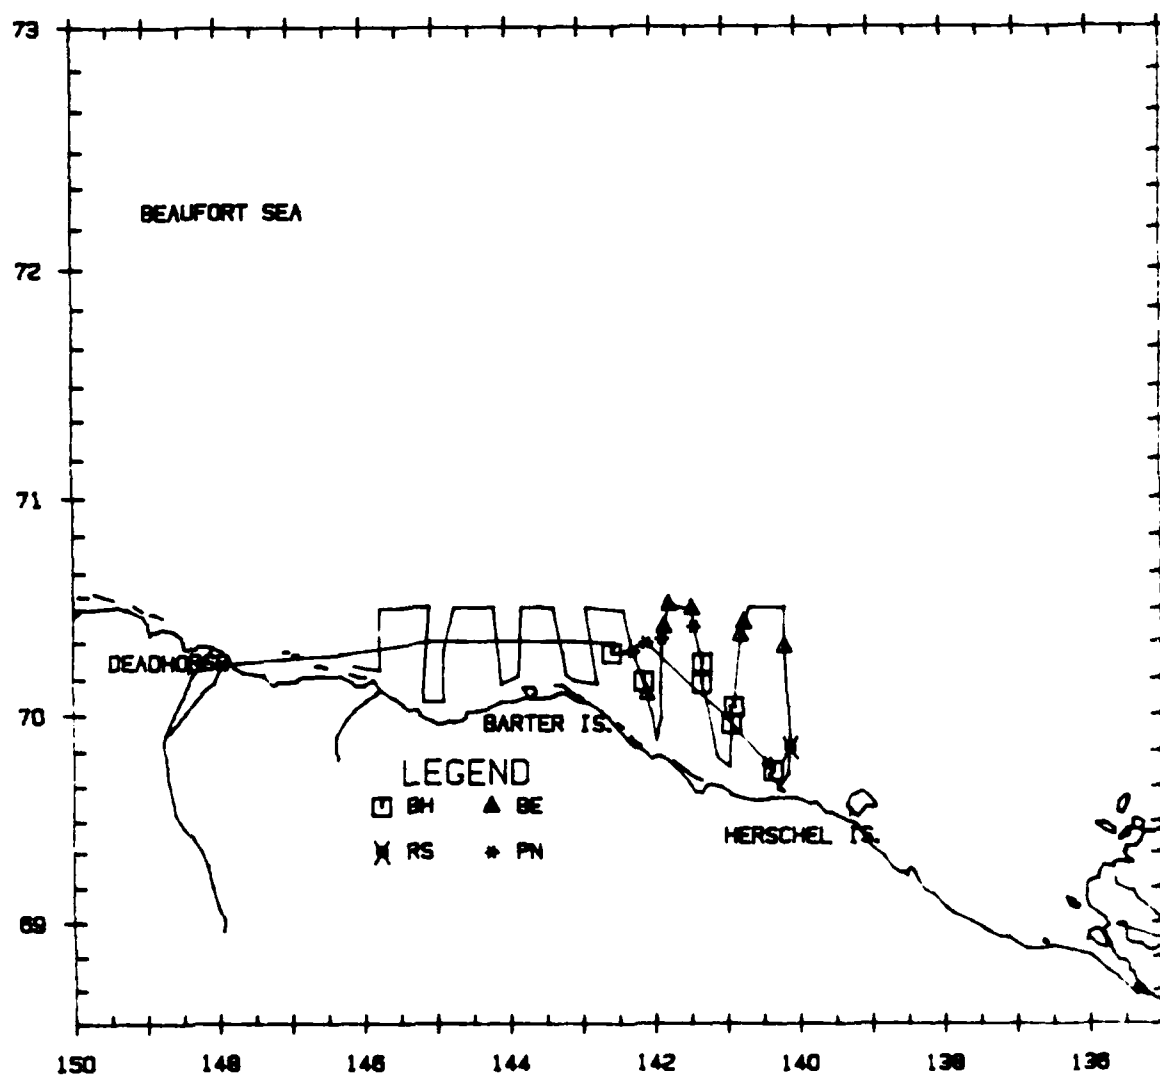 73
BEAUFORT SEA
72
71
DEADHORSE
70
BARTER IS.
LEGEND
BH BE
HERSCHEL IS.
RS PN
69
150 148 146 144 142 140 138 136